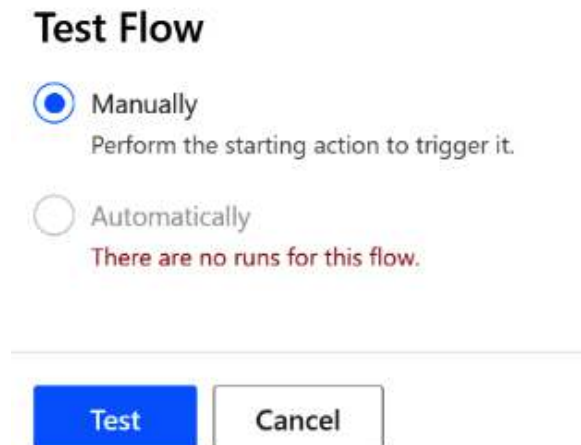 Test Flow
Manually
Perform the starting action to trigger it.
Automatically
There are no runs for this flow.
Test
Cancel